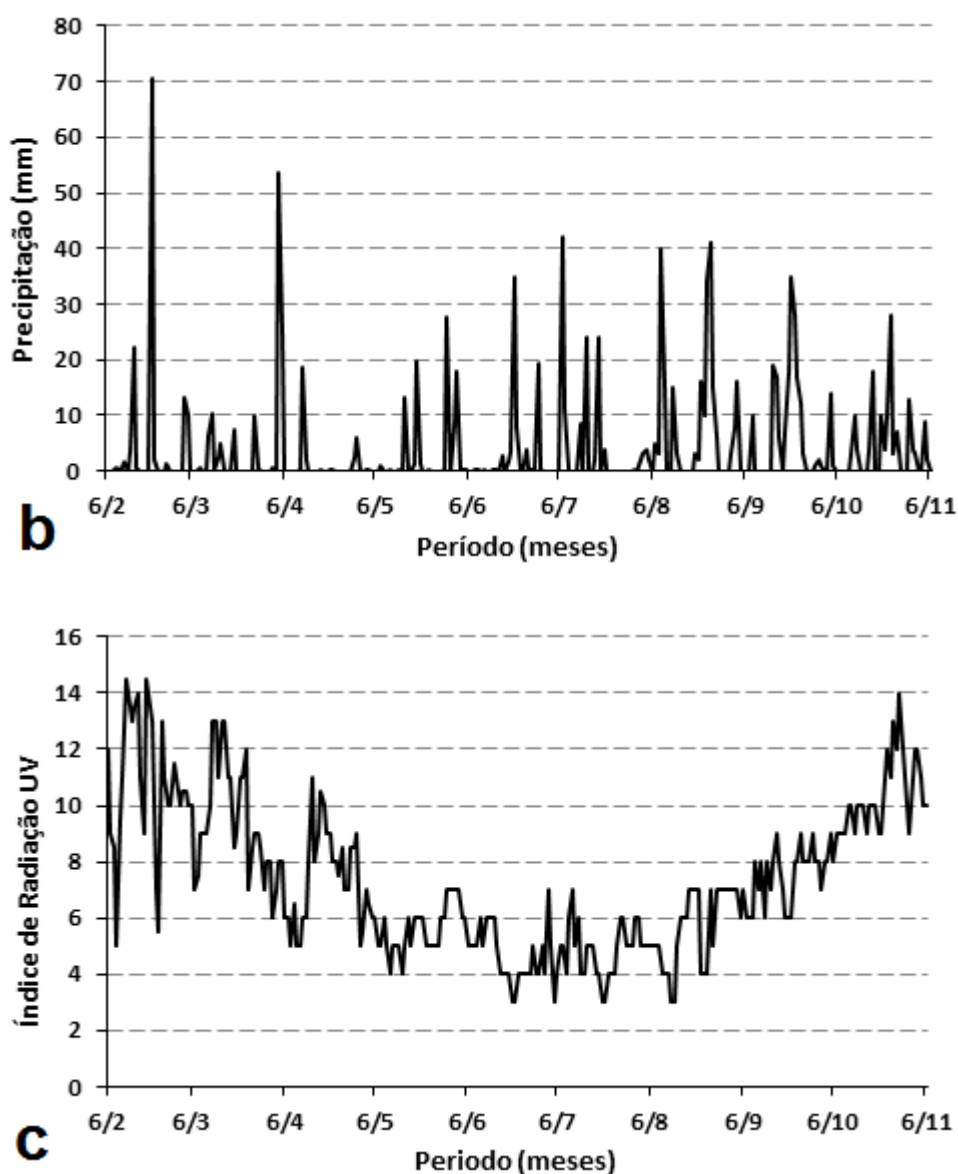 80
70
60
50
40
30
20
10
0
Precipitação (mm)
6/2 6/3 6/4 6/5 6/6 6/7 6/8 6/9 6/10 6/11
Período (meses)
b
16
14
12
10
8
6
4
2
0
Índice de Radiação UV
6/2 6/3 6/4 6/5 6/6 6/7 6/8 6/9 6/10 6/11
Periodo (meses)
c